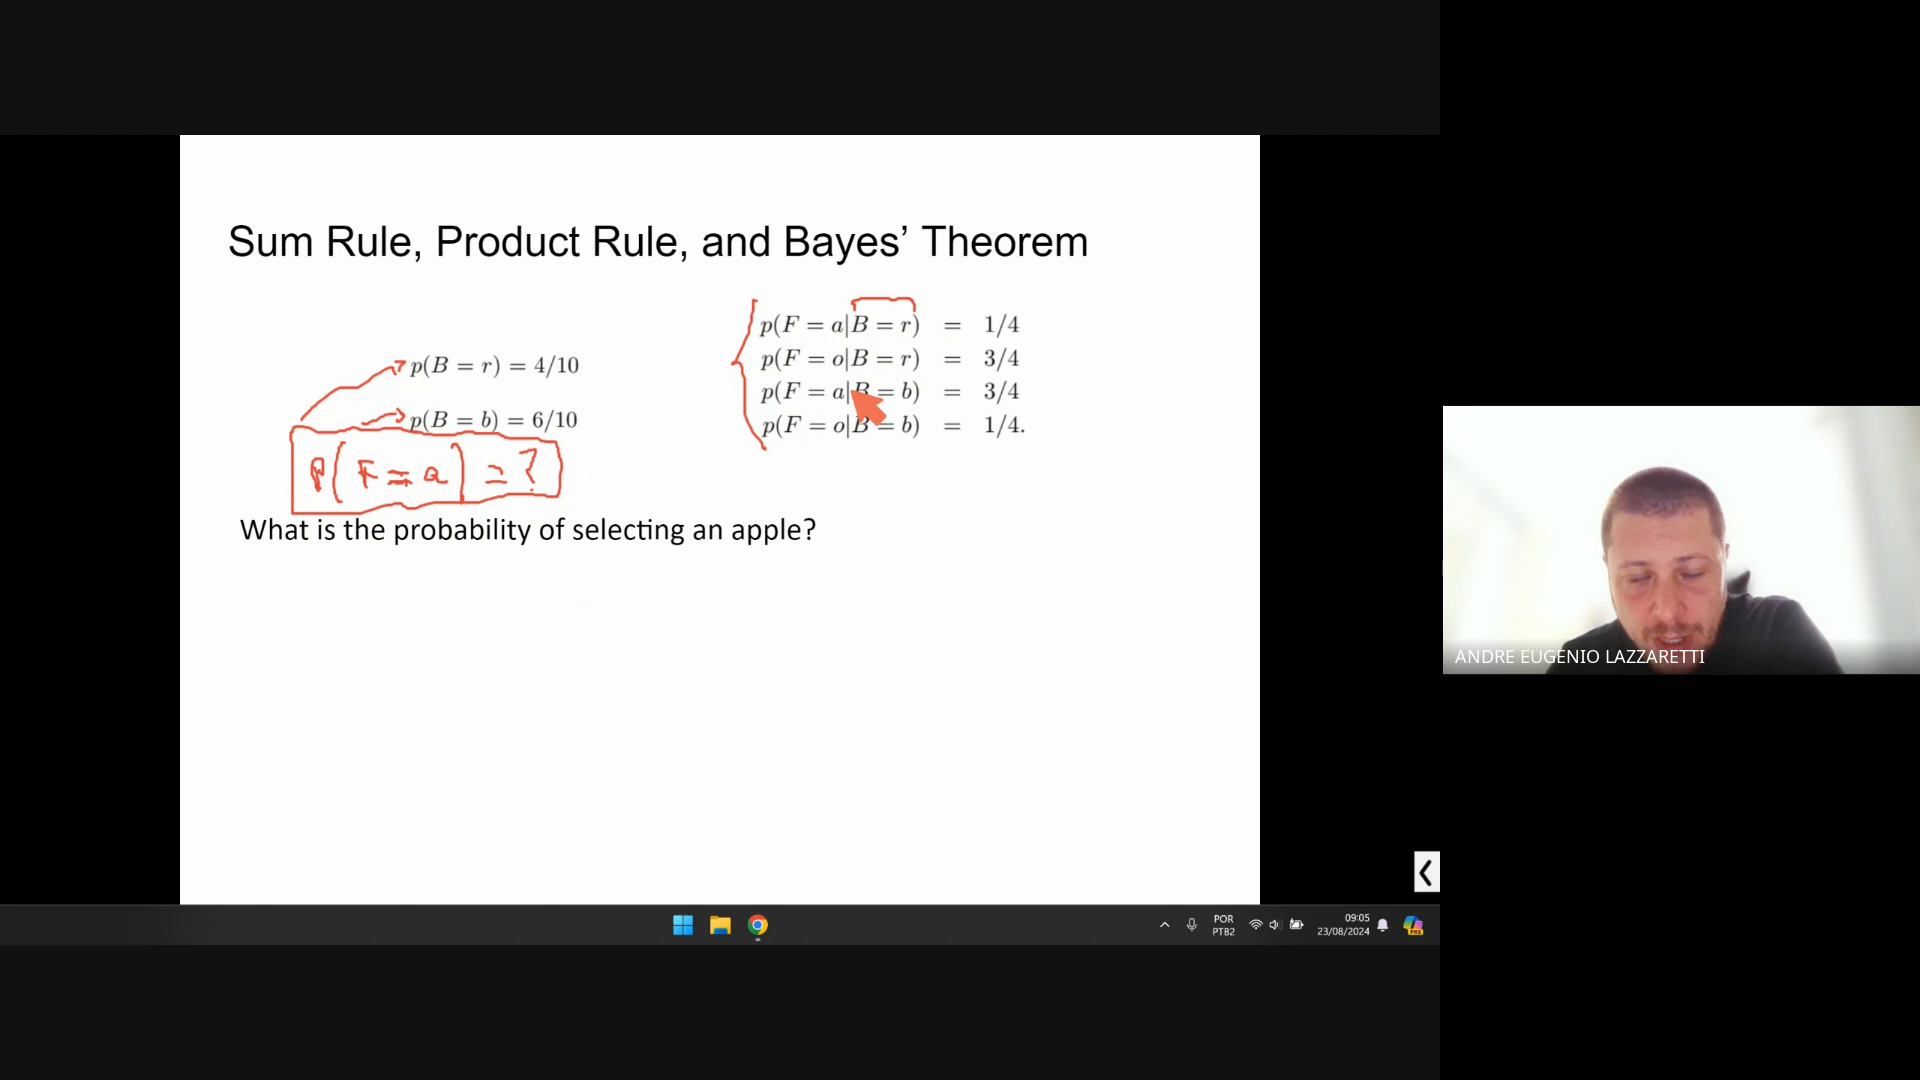 Sum Rule, Product Rule, and Bayes’ Theorem
p(B = r) = 4/10
p(B = b) = 6/10
p(F = a|B = r) = 1/4
p(F = o|B = r) = 3/4
p(F = a|B = b) = 3/4
p(F = o|B = b) = 1/4.
P(F = a) = ?
What is the probability of selecting an apple?
ANDRE EUGENIO LAZZARETTI
POR
PTB2
09:05
23/08/2024
PRE